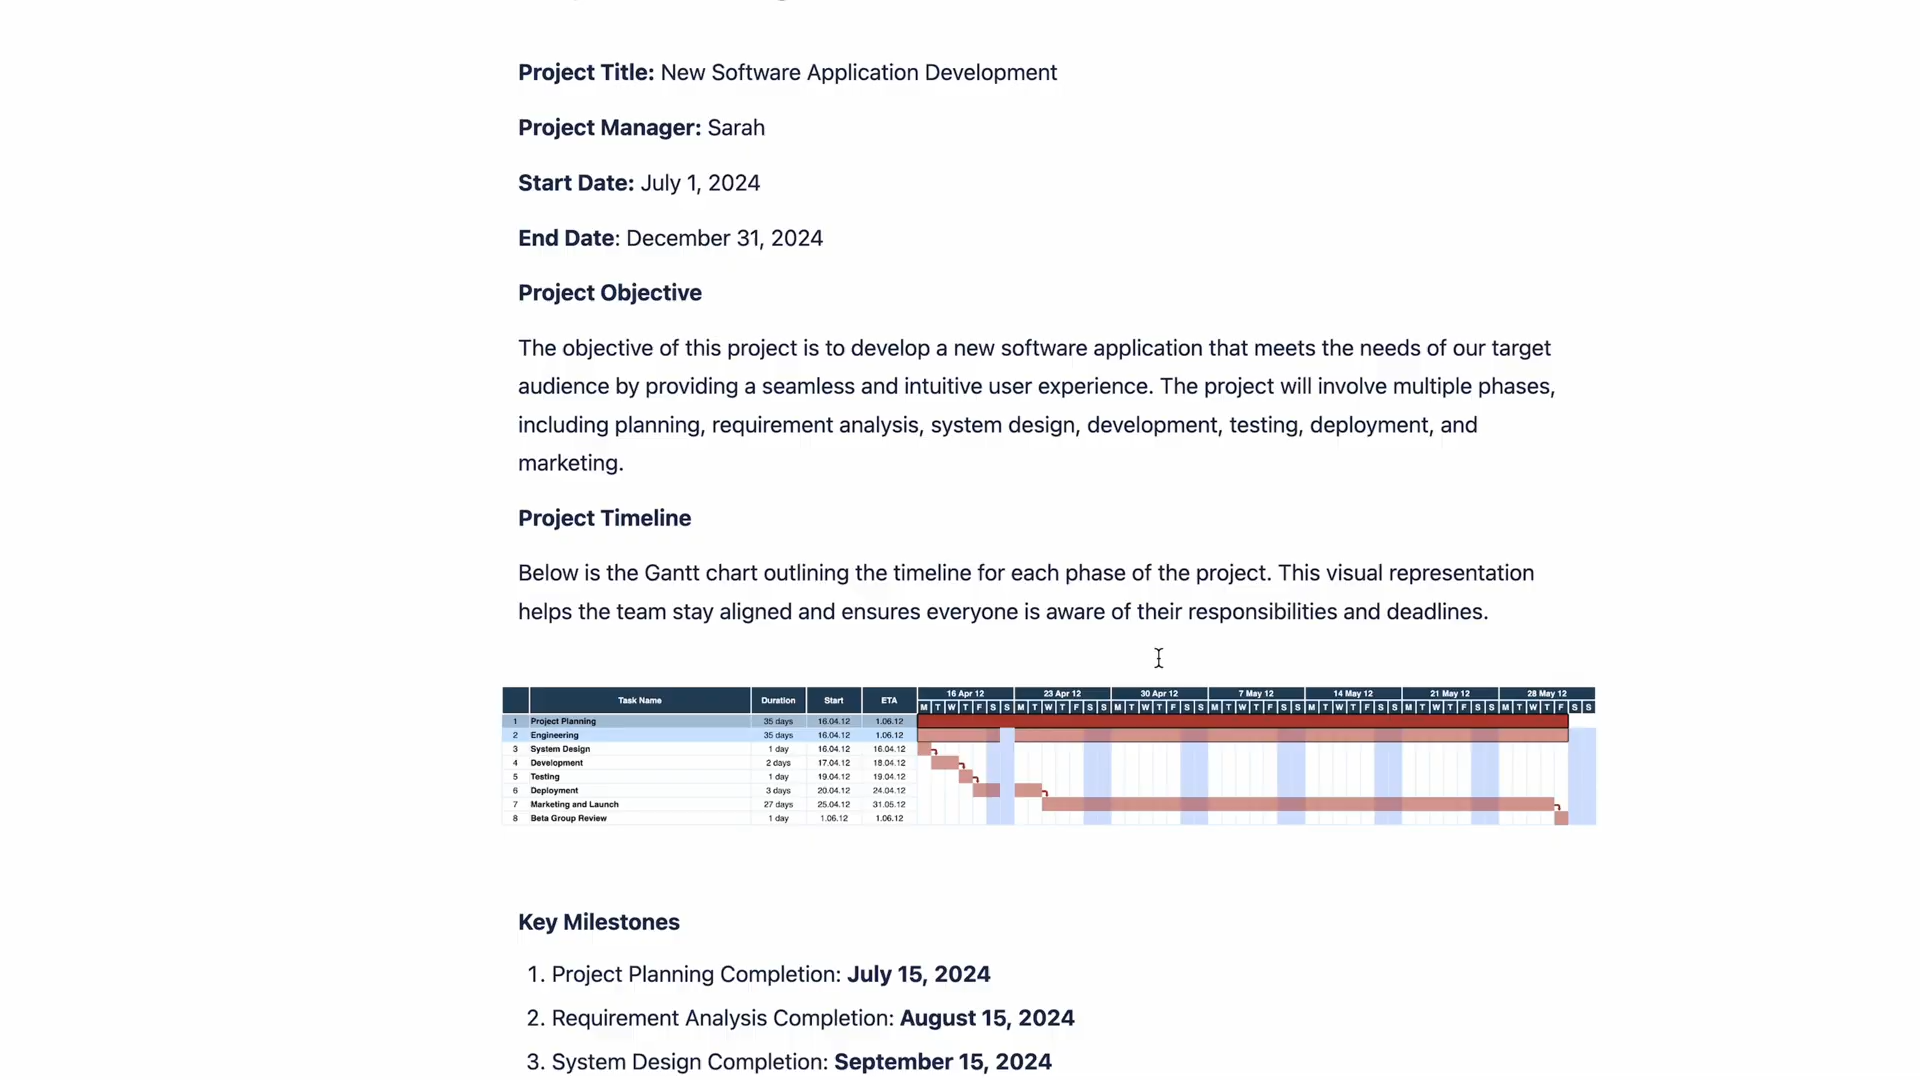 Project Title: New Software Application Development
Project Manager: Sarah
Start Date: July 1, 2024
End Date: December 31, 2024
Project Objective
The objective of this project is to develop a new software application that meets the needs of our target
audience by providing a seamless and intuitive user experience. The project will involve multiple phases,
including planning, requirement analysis, system design, development, testing, deployment, and
marketing.
Project Timeline
Below is the Gantt chart outlining the timeline for each phase of the project. This visual representation
helps the team stay aligned and ensures everyone is aware of their responsibilities and deadlines.
Task Name Duration Start ETA 16 Apr 12 23 Apr 12 30 Apr 12 7 May 12 14 May 12 21 May 12 28 May 12
M T W T F S S M T W T F S S M T W T F S S M T W T F S S M T W T F S S M T W T F S S M T W T F S S
1 Project Planning 35 days 16.04.12 1.06.12
2 Engineering 35 days 16.04.12 1.06.12
3 System Design 1 day 16.04.12 16.04.12
4 Development 2 days 17.04.12 18.04.12
5 Testing 1 day 19.04.12 19.04.12
6 Deployment 3 days 20.04.12 24.04.12
7 Marketing and Launch 27 days 25.04.12 31.05.12
8 Beta Group Review 1 day 1.06.12 1.06.12
Key Milestones
1. Project Planning Completion: July 15, 2024
2. Requirement Analysis Completion: August 15, 2024
3. System Design Completion: September 15, 2024